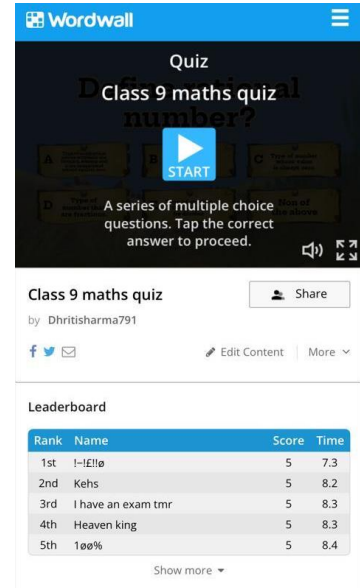 Wordwall
Quiz
Class 9 maths quiz
START
A series of multiple choice
questions. Tap the correct
answer to proceed.
Class 9 maths quiz
Share
by Dhritisharma791
Edit Content More
Leaderboard
Rank Name Score Time
1st !~!£!!ø 5 7.3
2nd Kehs 5 8.2
3rd I have an exam tmr 5 8.3
4th Heaven king 5 8.3
5th 1øø% 5 8.4
Show more